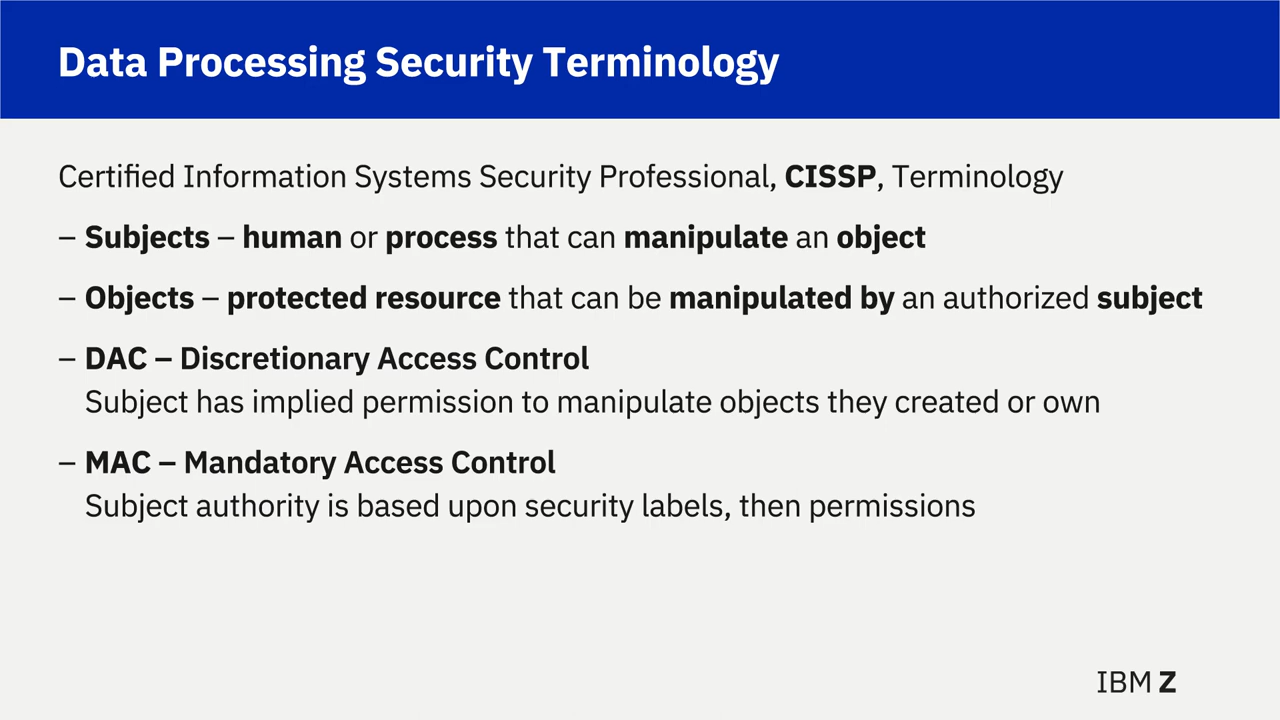 Data Processing Security Terminology
Certified Information Systems Security Professional, CISSP, Terminology
– Subjects – human or process that can manipulate an object
– Objects – protected resource that can be manipulated by an authorized subject
– DAC – Discretionary Access Control
Subject has implied permission to manipulate objects they created or own
– MAC – Mandatory Access Control
Subject authority is based upon security labels, then permissions
IBM Z